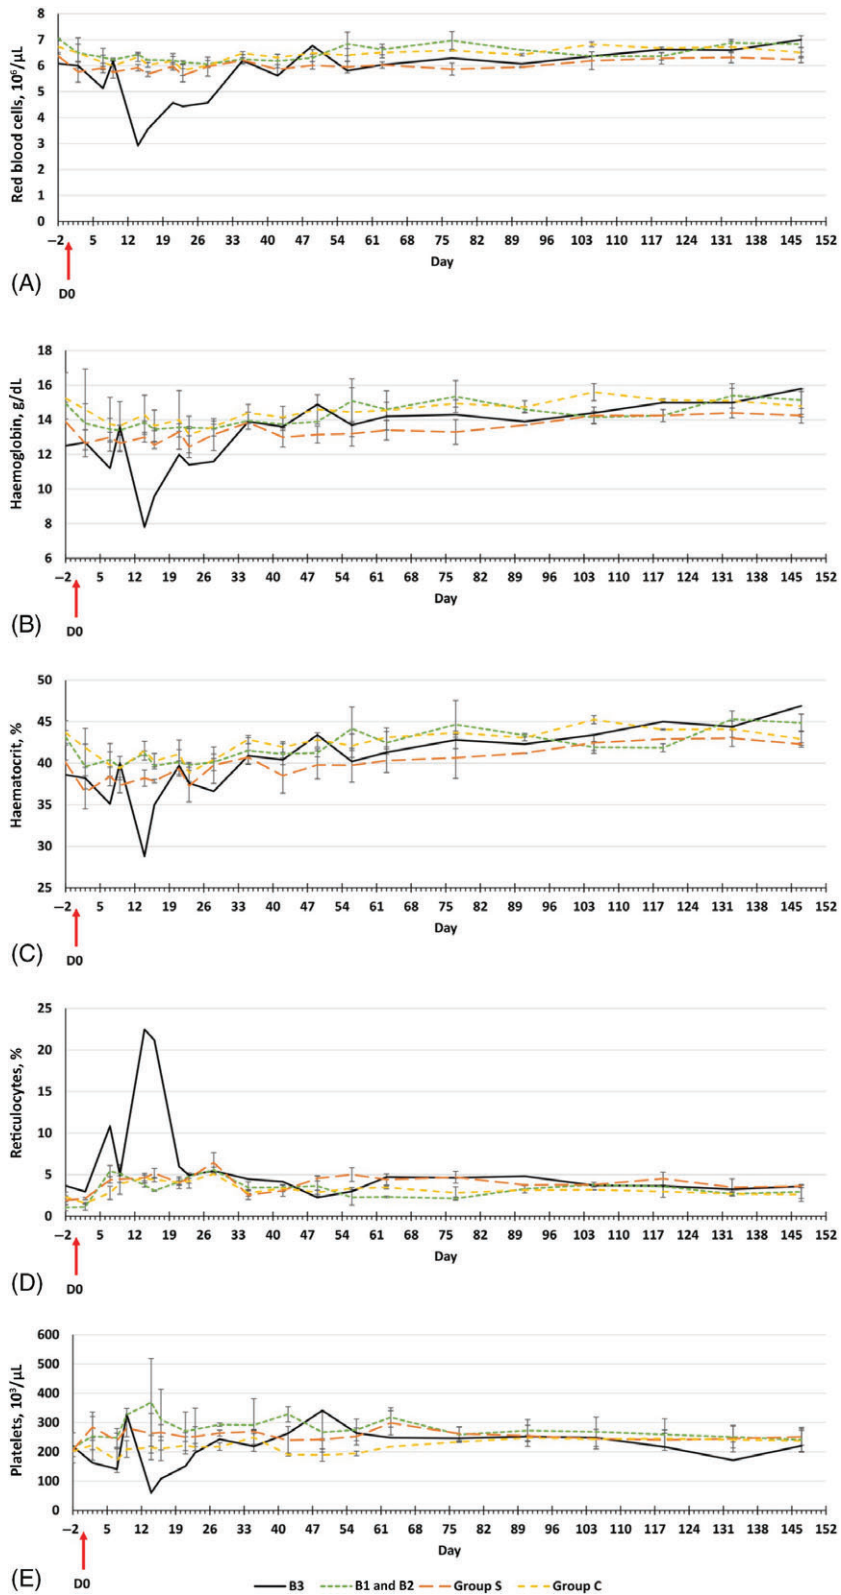 Red blood cells, 10⁶/µL
8
7
6
5
4
3
2
1
0
−2 5 12 19 26 33 40 47 54 61 68 75 82 89 96 103 110 117 124 131 138 145 152
Day
(A)
D0
Haemoglobin, g/dL
18
16
14
12
10
8
6
−2 5 12 19 26 33 40 47 54 61 68 75 82 89 96 103 110 117 124 131 138 145 152
Day
(B)
D0
Haematocrit, %
50
45
40
35
30
25
−2 5 12 19 26 33 40 47 54 61 68 75 82 89 96 103 110 117 124 131 138 145 152
Day
(C)
D0
Reticulocytes, %
25
20
15
10
5
0
−2 5 12 19 26 33 40 47 54 61 68 75 82 89 96 103 110 117 124 131 138 145 152
Day
(D)
D0
Platelets, 10³/µL
600
500
400
300
200
100
0
−2 5 12 19 26 33 40 47 54 61 68 75 82 89 96 103 110 117 124 131 138 145 152
Day
(E)
D0
B3 B1 and B2 Group S Group C